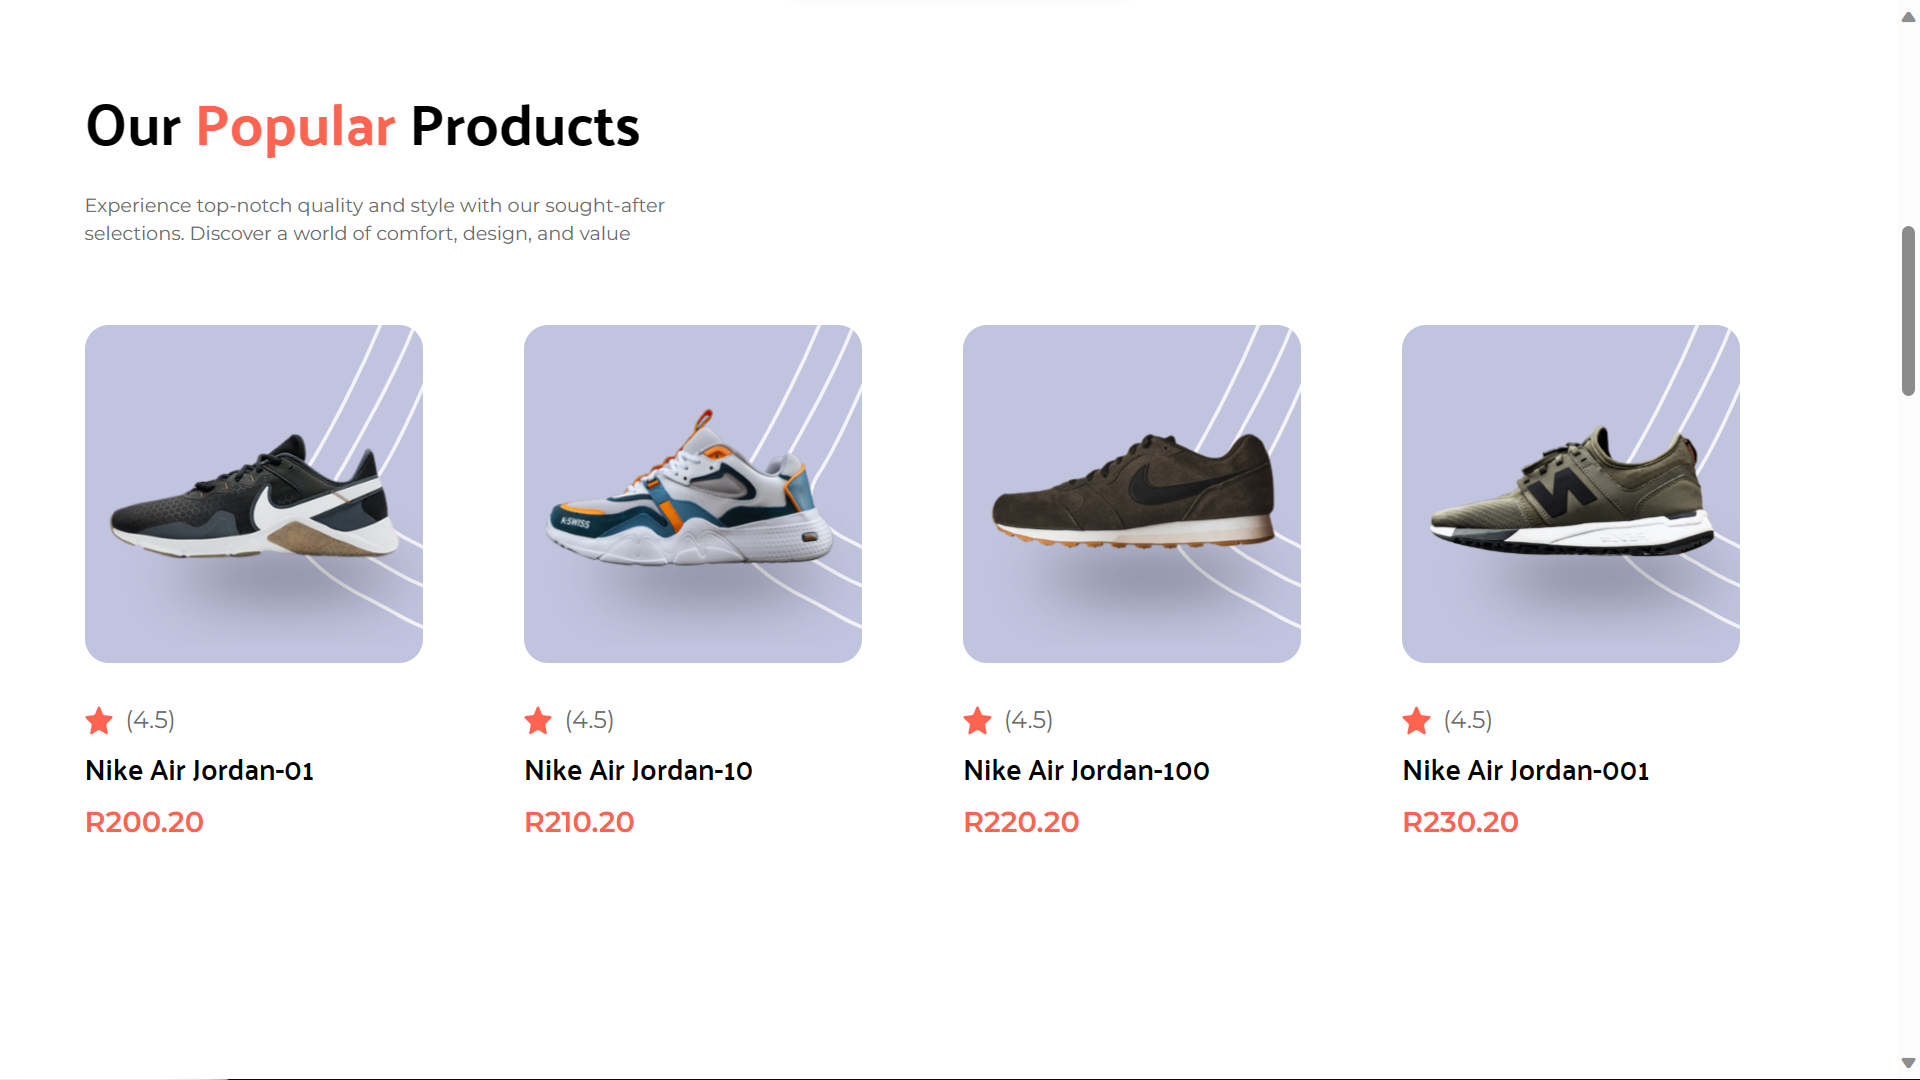 Our Popular Products
Experience top-notch quality and style with our sought-after
selections. Discover a world of comfort, design, and value
K-SWISS
(4.5)
(4.5)
(4.5)
(4.5)
Nike Air Jordan-01
Nike Air Jordan-10
Nike Air Jordan-100
Nike Air Jordan-001
R200.20
R210.20
R220.20
R230.20